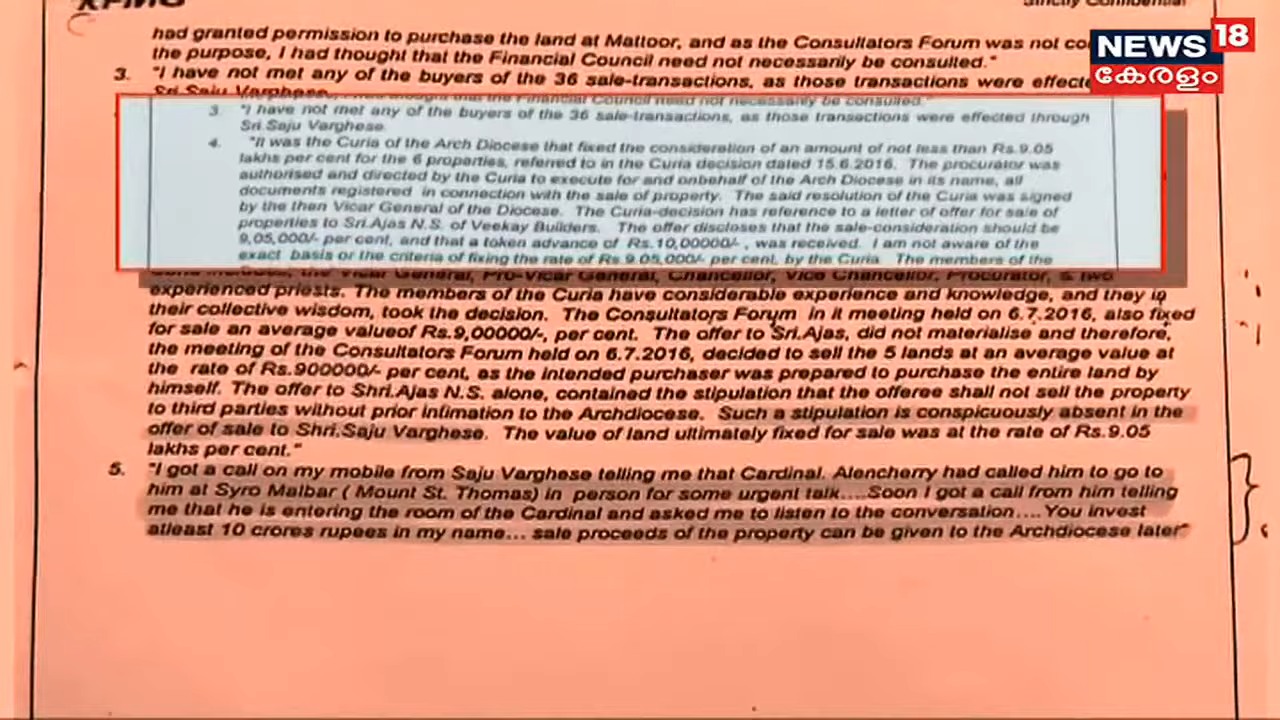 KPMG
Strictly Confidential
NEWS 18
കേരളം
had granted permission to purchase the land at Mattoor, and as the Consultators Forum was not co
the purpose, I had thought that the Financial Council need not necessarily be consulted."
3. "I have not met any of the buyers of the 36 sale-transactions, as those transactions were effecte
Sri Saju Varghese.
the Financial Council need not necessarily be consulted."
3. "I have not met any of the buyers of the 36 sale-transactions, as those transactions were effected through
Sri.Saju Varghese.
4. "It was the Curia of the Arch Diocese that fixed the consideration of an amount of not less than Rs.9.05
lakhs per cent for the 6 properties, referred to in the Curia decision dated 15.6.2016. The procurator was
authorised and directed by the Curia to execute for and onbehalf of the Arch Diocese in its name, all
documents registered in connection with the sale of property. The said resolution of the Curia was signed
by the then Vicar General of the Diocese. The Curia-decision has reference to a letter of offer for sale of
properties to Sri.Ajas N.S. of Veekay Builders. The offer discloses that the sale-consideration should be
9,05,000/- per cent, and that a token advance of Rs.10,00000/- , was received. I am not aware of the
exact basis or the criteria of fixing the rate of Rs.9,05,000/- per cent, by the Curia. The members of the
the Vicar General, Pro-Vicar General, Chancellor, Vice Chancellor, Procurator, & two
experienced priests. The members of the Curia have considerable experience and knowledge, and they in
their collective wisdom, took the decision. The Consultators Forum in it meeting held on 6.7.2016, also fixed
for sale an average valueof Rs.9,00000/-, per cent. The offer to Sri.Ajas, did not materialise and therefore,
the meeting of the Consultators Forum held on 6.7.2016, decided to sell the 5 lands at an average value at
the rate of Rs.900000/- per cent, as the intended purchaser was prepared to purchase the entire land by
himself. The offer to Shri.Ajas N.S. alone, contained the stipulation that the offeree shall not sell the property
to third parties without prior intimation to the Archdiocese. Such a stipulation is conspicuously absent in the
offer of sale to Shri.Saju Varghese. The value of land ultimately fixed for sale was at the rate of Rs.9.05
lakhs per cent."
5. "I got a call on my mobile from Saju Varghese telling me that Cardinal. Alencherry had called him to go to
him at Syro Malbar ( Mount St. Thomas) in person for some urgent talk....Soon I got a call from him telling
me that he is entering the room of the Cardinal and asked me to listen to the conversation.... You invest
atleast 10 crores rupees in my name... sale proceeds of the property can be given to the Archdiocese later"